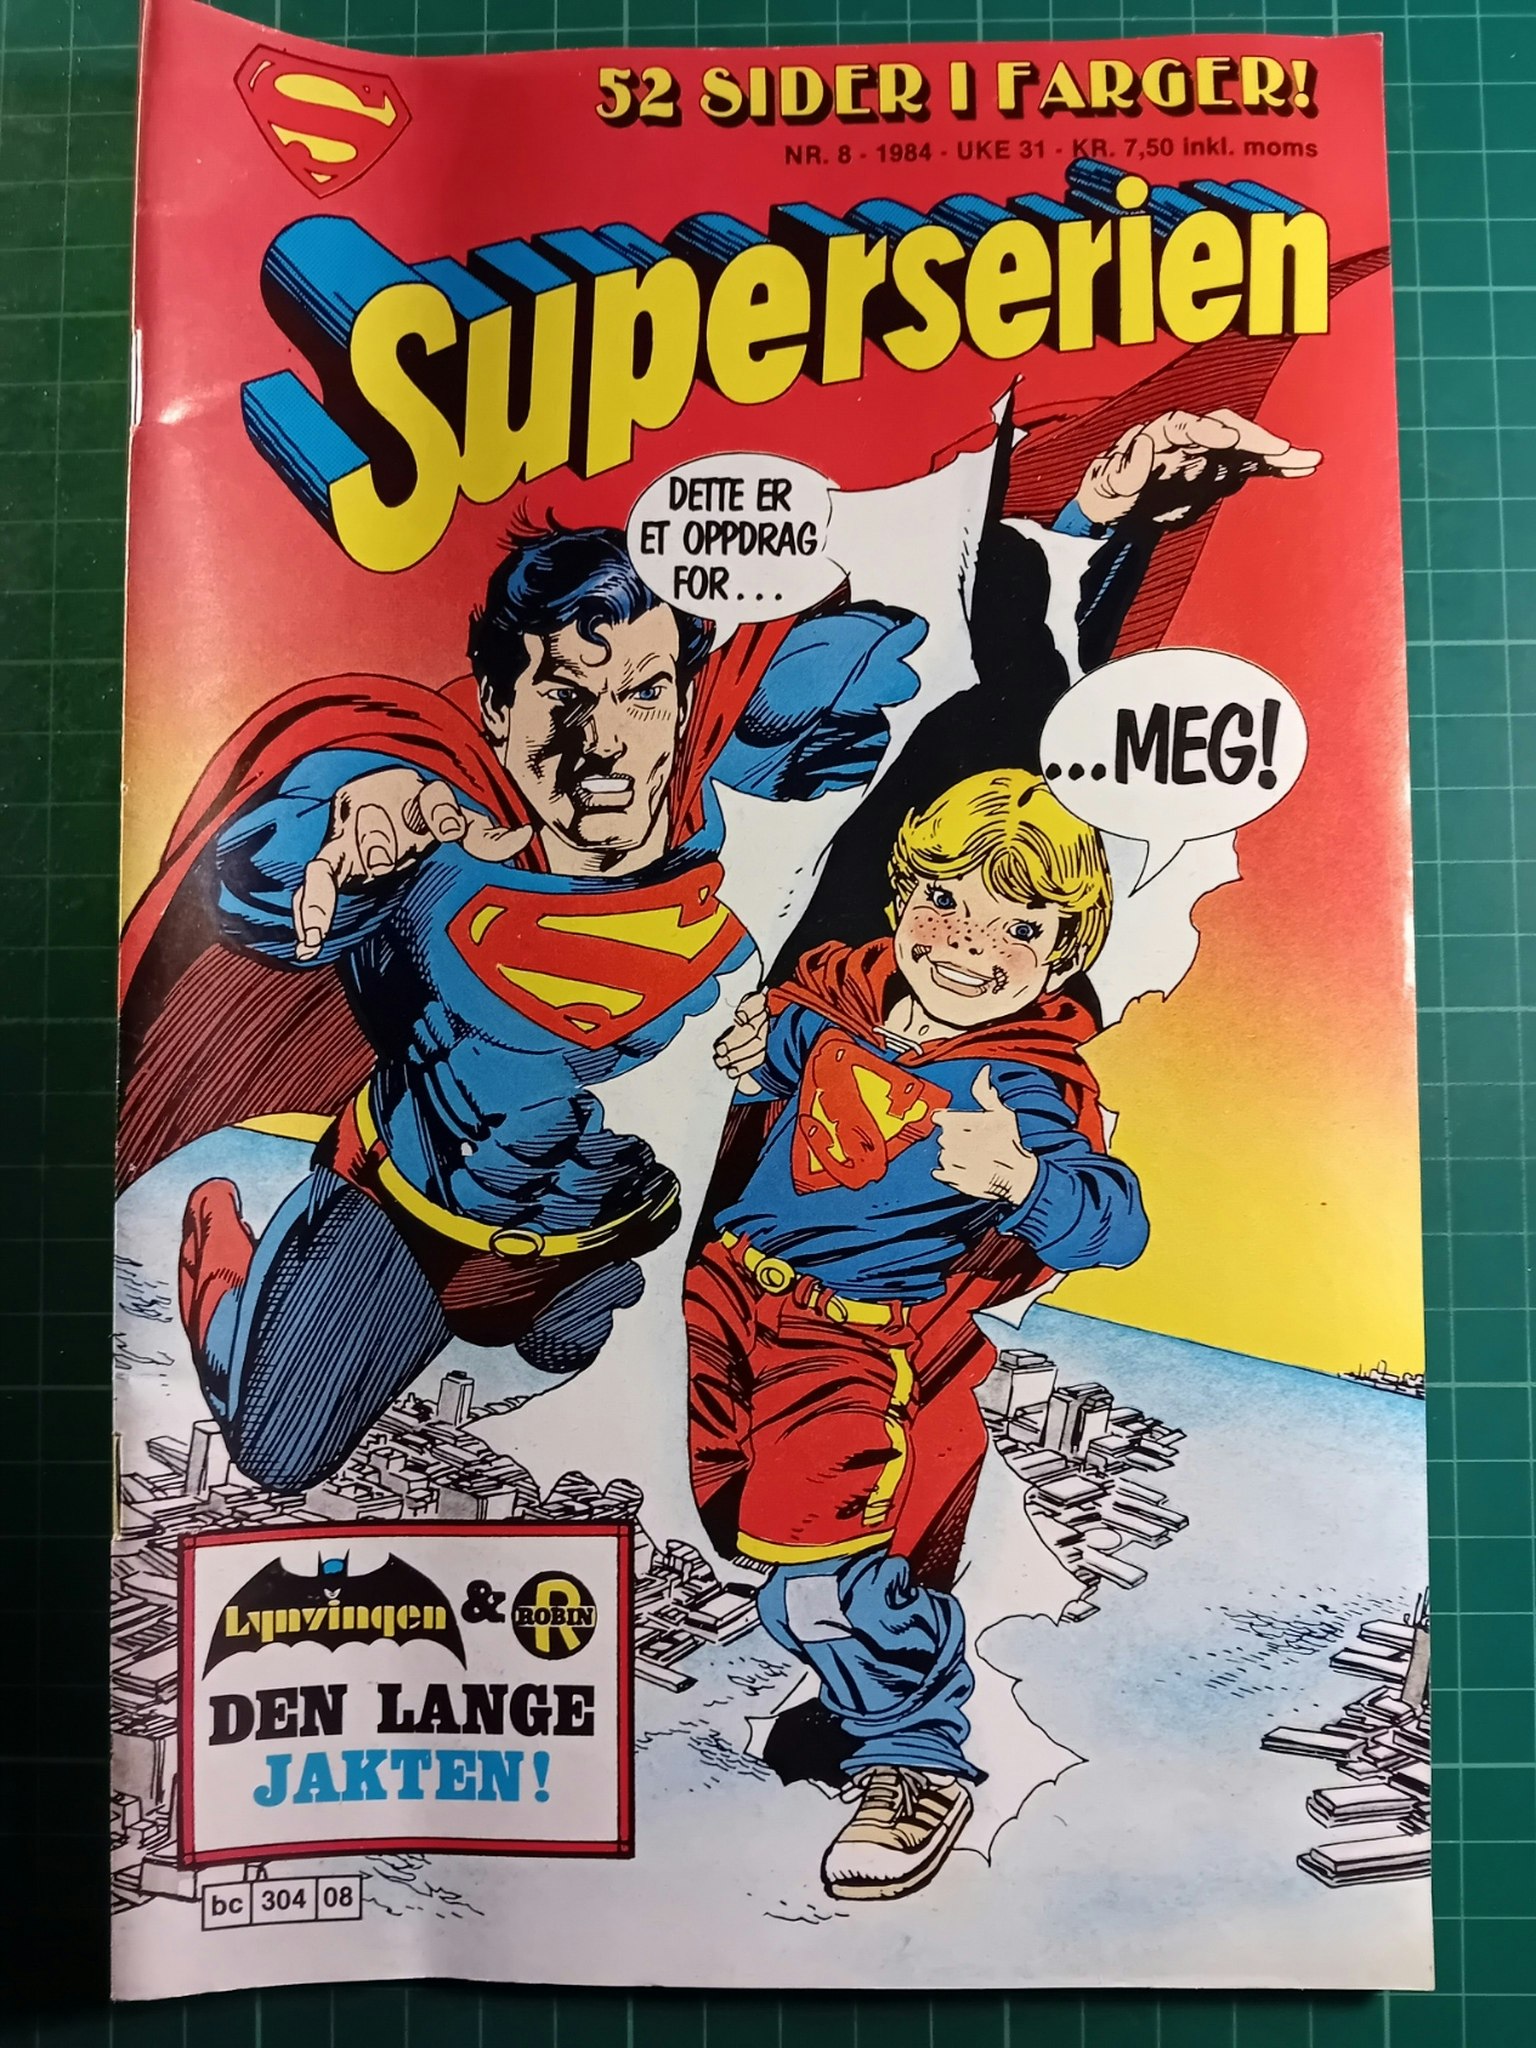 S
52 SIDER I FARGER!
NR. 8 - 1984 - UKE 31 - KR. 7,50 inkl. moms
Superserien
DETTE ER
ET OPPDRAG
FOR...
...MEG!
S
S
Lynvingen & R ROBIN
DEN LANGE
JAKTEN!
bc 304 08